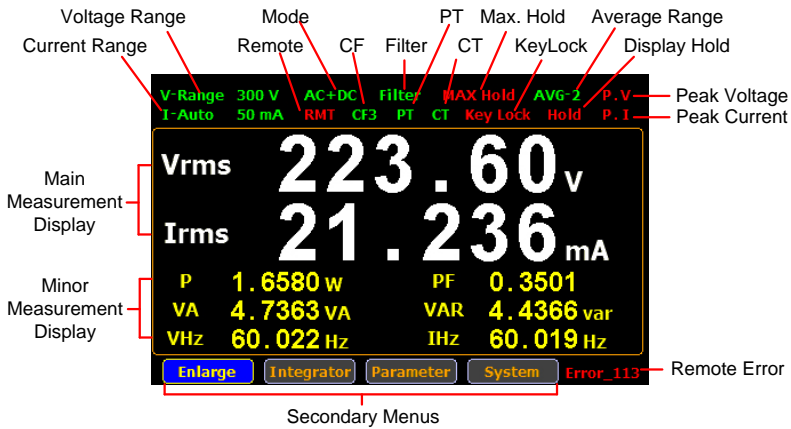 Voltage Range Mode PT Max. Hold Average Range
Current Range Remote CF Filter CT KeyLock Display Hold
V-Range 300 V AC+DC Filter MAX Hold AVG-2 P.V Peak Voltage
I-Auto 50 mA RMT CF3 PT CT Key Lock Hold P.I Peak Current
Vrms 223.60 V
Main
Measurement
Display
Irms 21.236 mA
Minor
Measurement
Display
P 1.6580 W PF 0.3501
VA 4.7363 VA VAR 4.4366 var
VHz 60.022 Hz IHz 60.019 Hz
Enlarge Integrator Parameter System Error_113 Remote Error
Secondary Menus